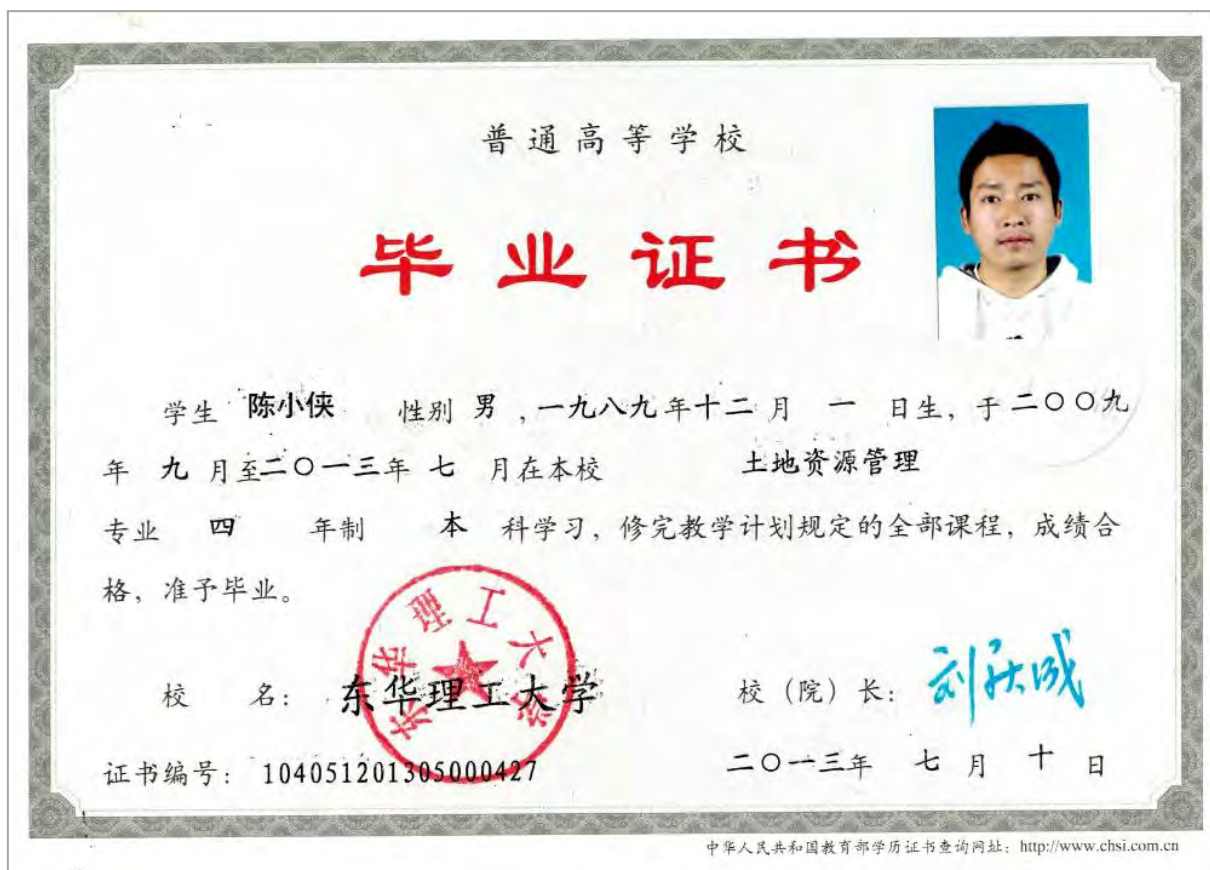 普通高等学校
毕业证书
学生 陈小侠 性别 男 ,一九八九年十二月 一 日生, 于二〇〇九
年 九 月至二〇一三年 七 月在本校 土地资源管理
专业 四 年制 本 科学习, 修完教学计划规定的全部课程, 成绩合
格, 准予毕业。
东华理工大学
校 名: 东华理工大学 校(院)长: 刘庆成
证书编号: 104051201305000427 二〇一三年 七 月 十 日
中华人民共和国教育部学历证书查询网址: http://www.chsi.com.cn